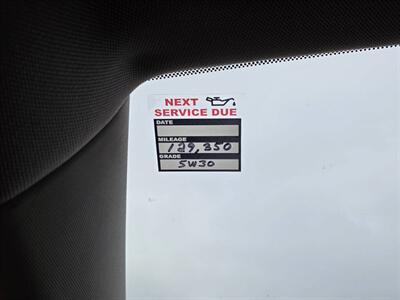 NEXT
SERVICE DUE
DATE
MILEAGE
129,350
GRADE
5W30